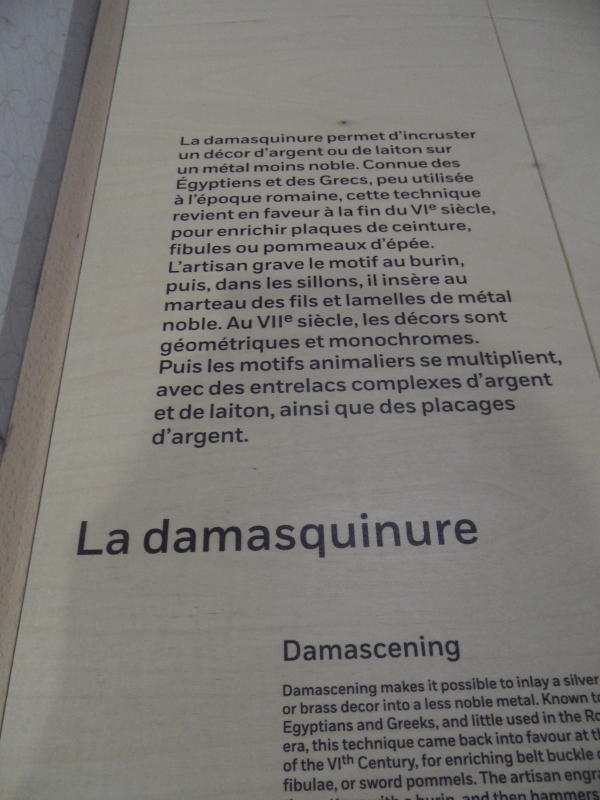 La damasquinure permet d'incruster
un décor d'argent ou de laiton sur
un métal moins noble. Connue des
Égyptiens et des Grecs, peu utilisée
à l'époque romaine, cette technique
revient en faveur à la fin du VIe siècle,
pour enrichir plaques de ceinture,
fibules ou pommeaux d'épée.
L'artisan grave le motif au burin,
puis, dans les sillons, il insère au
marteau des fils et lamelles de métal
noble. Au VIIe siècle, les décors sont
géométriques et monochromes.
Puis les motifs animaliers se multiplient,
avec des entrelacs complexes d'argent
et de laiton, ainsi que des placages
d'argent.
La damasquinure
Damascening
Damascening makes it possible to inlay a silver
or brass decor into a less noble metal. Known
Egyptians and Greeks, and little used in the
era, this technique came back into favour at
of the VIth Century, for enriching belt buckle
fibulae, or sword pommels. The artisan
with a burin, and then hammers